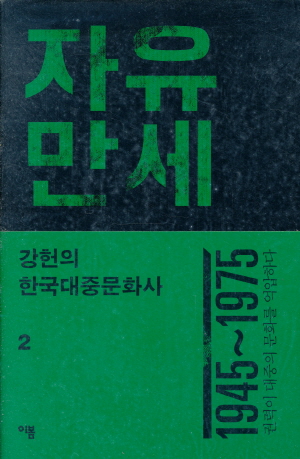 자유
만세
강헌의
한국대중문화사
2
1945~1975
권력이 대중의 문화를 억압하다
이봄